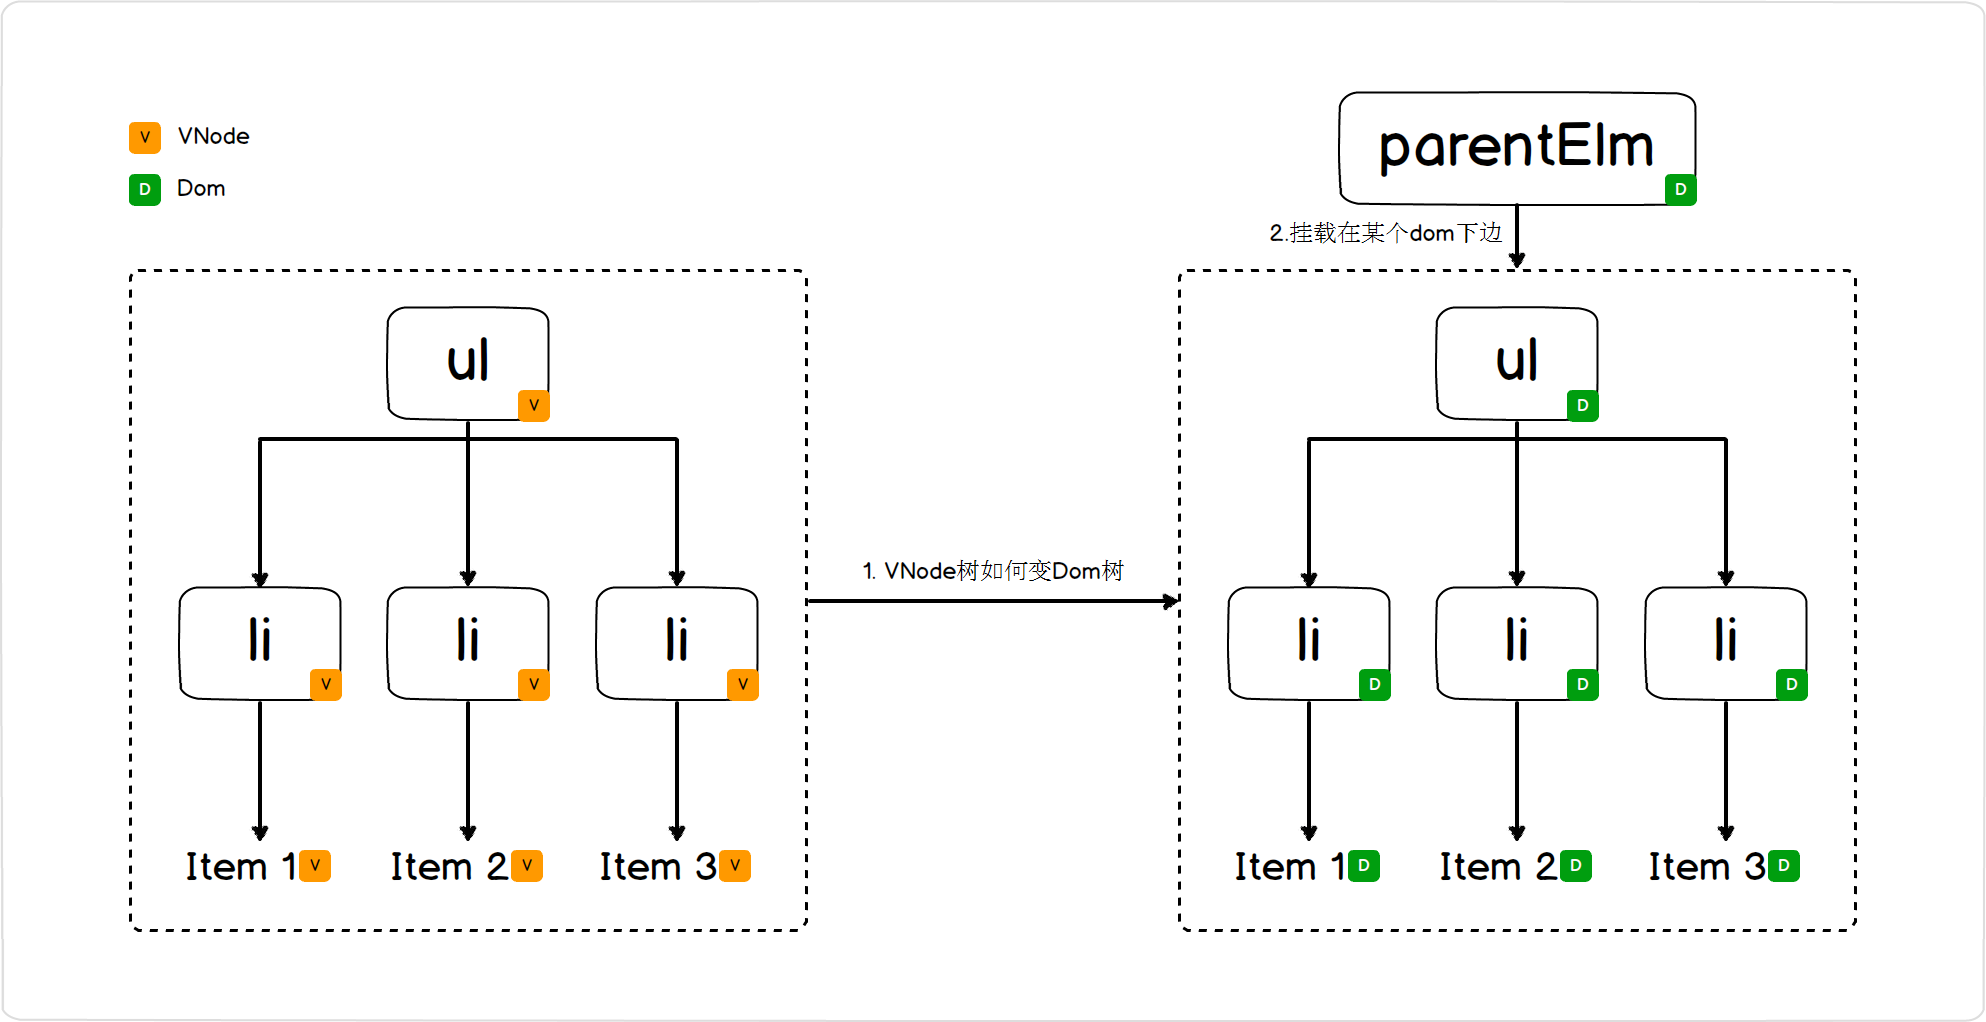 V VNode
D Dom
parentElm
D
2.挂载在某个dom下边
ul
V
ul
D
1. VNode树如何变Dom树
li
V
li
V
li
V
li
D
li
D
li
D
Item 1 V
Item 2 V
Item 3 V
Item 1 D
Item 2 D
Item 3 D